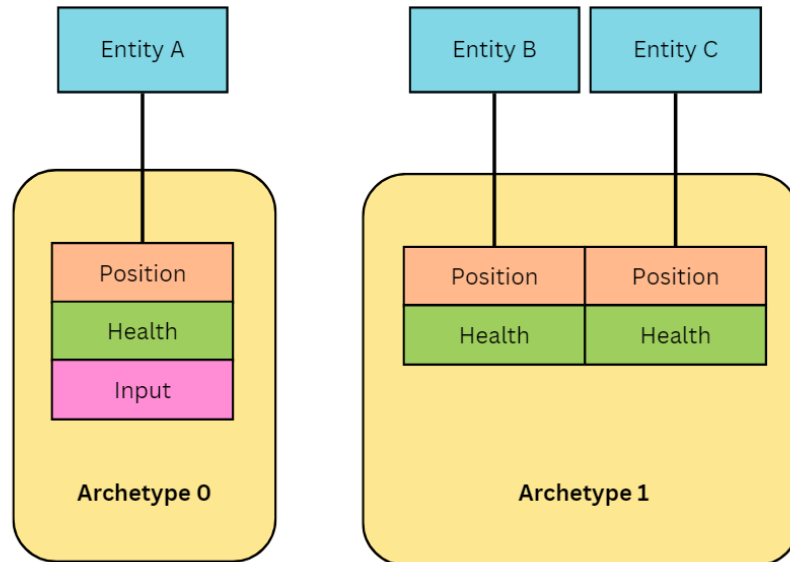 Entity A
Entity B
Entity C
Position
Health
Input
Archetype 0
Position
Position
Health
Health
Archetype 1